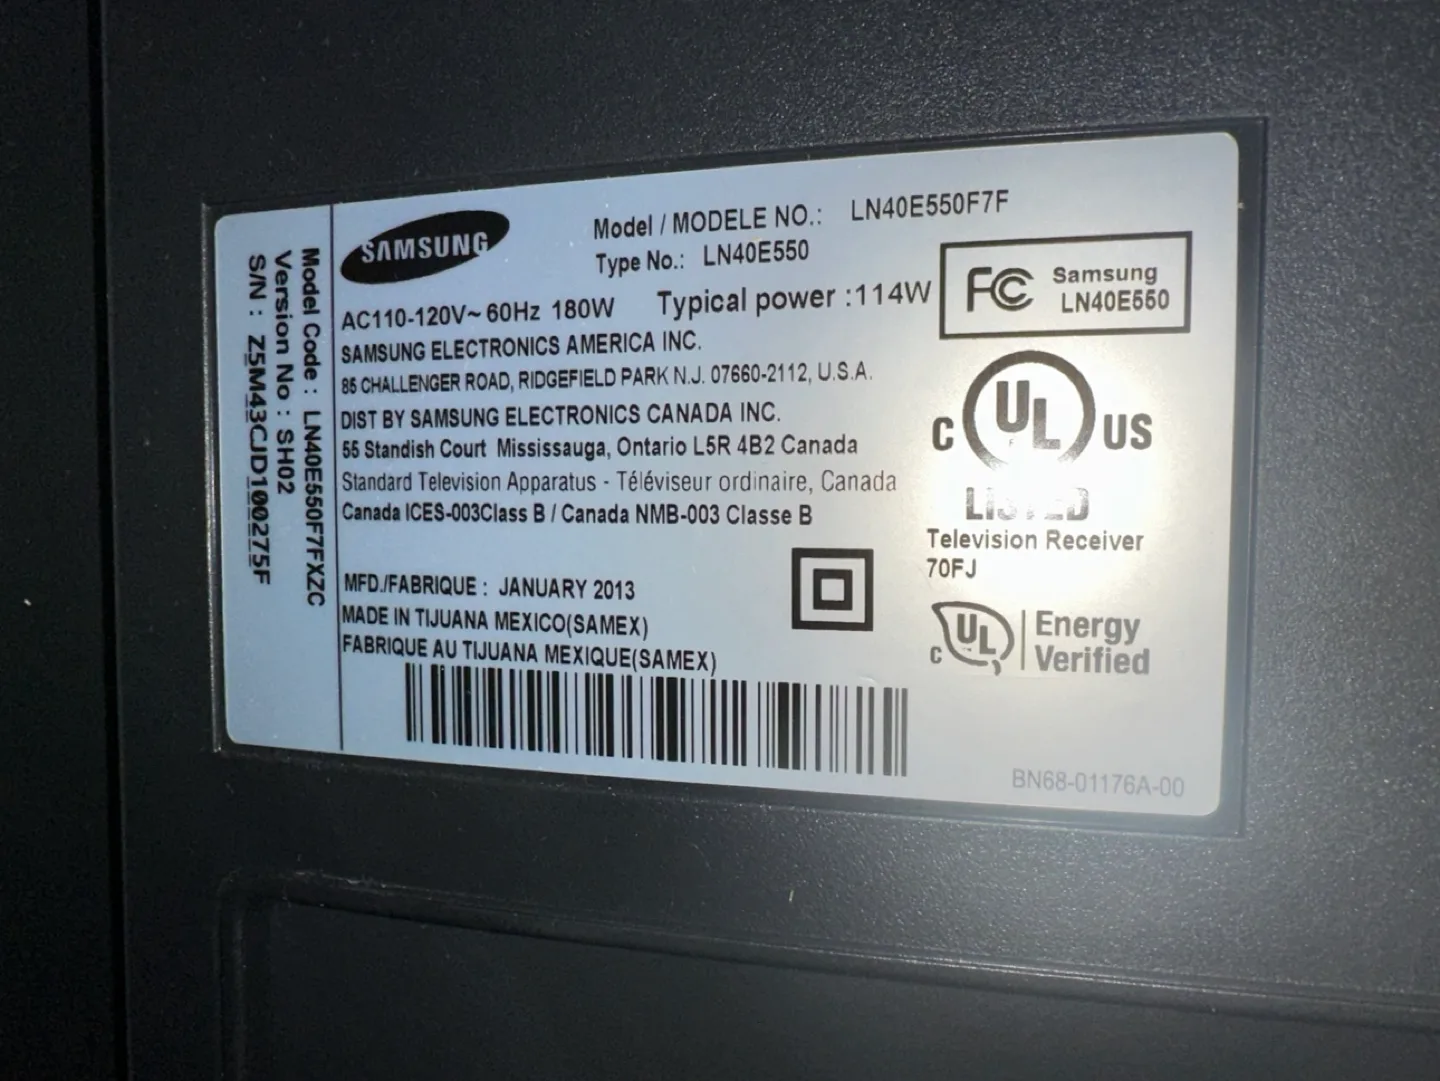 SAMSUNG
Model / MODELE NO.: LN40E550F7F
Type No.: LN40E550
AC110-120V~ 60Hz 180W Typical power :114W
SAMSUNG ELECTRONICS AMERICA INC.
85 CHALLENGER ROAD, RIDGEFIELD PARK N.J. 07660-2112, U.S.A.
DIST BY SAMSUNG ELECTRONICS CANADA INC.
55 Standish Court Mississauga, Ontario L5R 4B2 Canada
Standard Television Apparatus - Téléviseur ordinaire, Canada
Canada ICES-003Class B / Canada NMB-003 Classe B
MFD./FABRIQUE : JANUARY 2013
MADE IN TIJUANA MEXICO(SAMEX)
FABRIQUE AU TIJUANA MEXIQUE(SAMEX)
FC Samsung
LN40E550
C UL US
LISTED
Television Receiver
70FJ
C UL Energy
Verified
BN68-01176A-00
Model Code : LN40E550F7FXZC
Version No : SH02
S/N : Z5M43CJD100275F